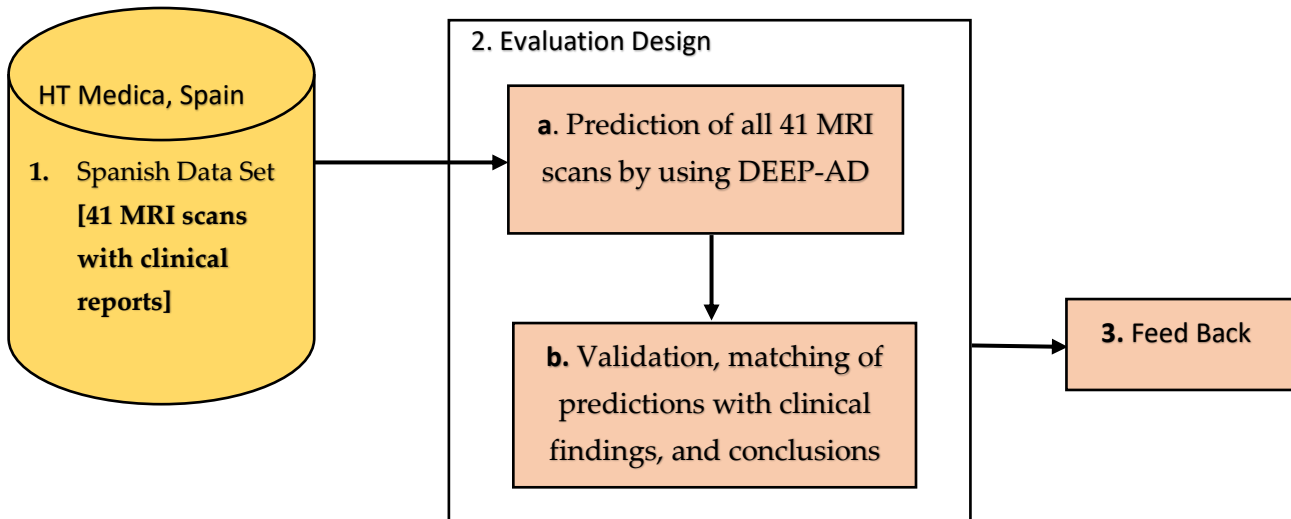 HT Medica, Spain
1. Spanish Data Set
[41 MRI scans
with clinical
reports]
2. Evaluation Design
a. Prediction of all 41 MRI
scans by using DEEP-AD
b. Validation, matching of
predictions with clinical
findings, and conclusions
3. Feed Back